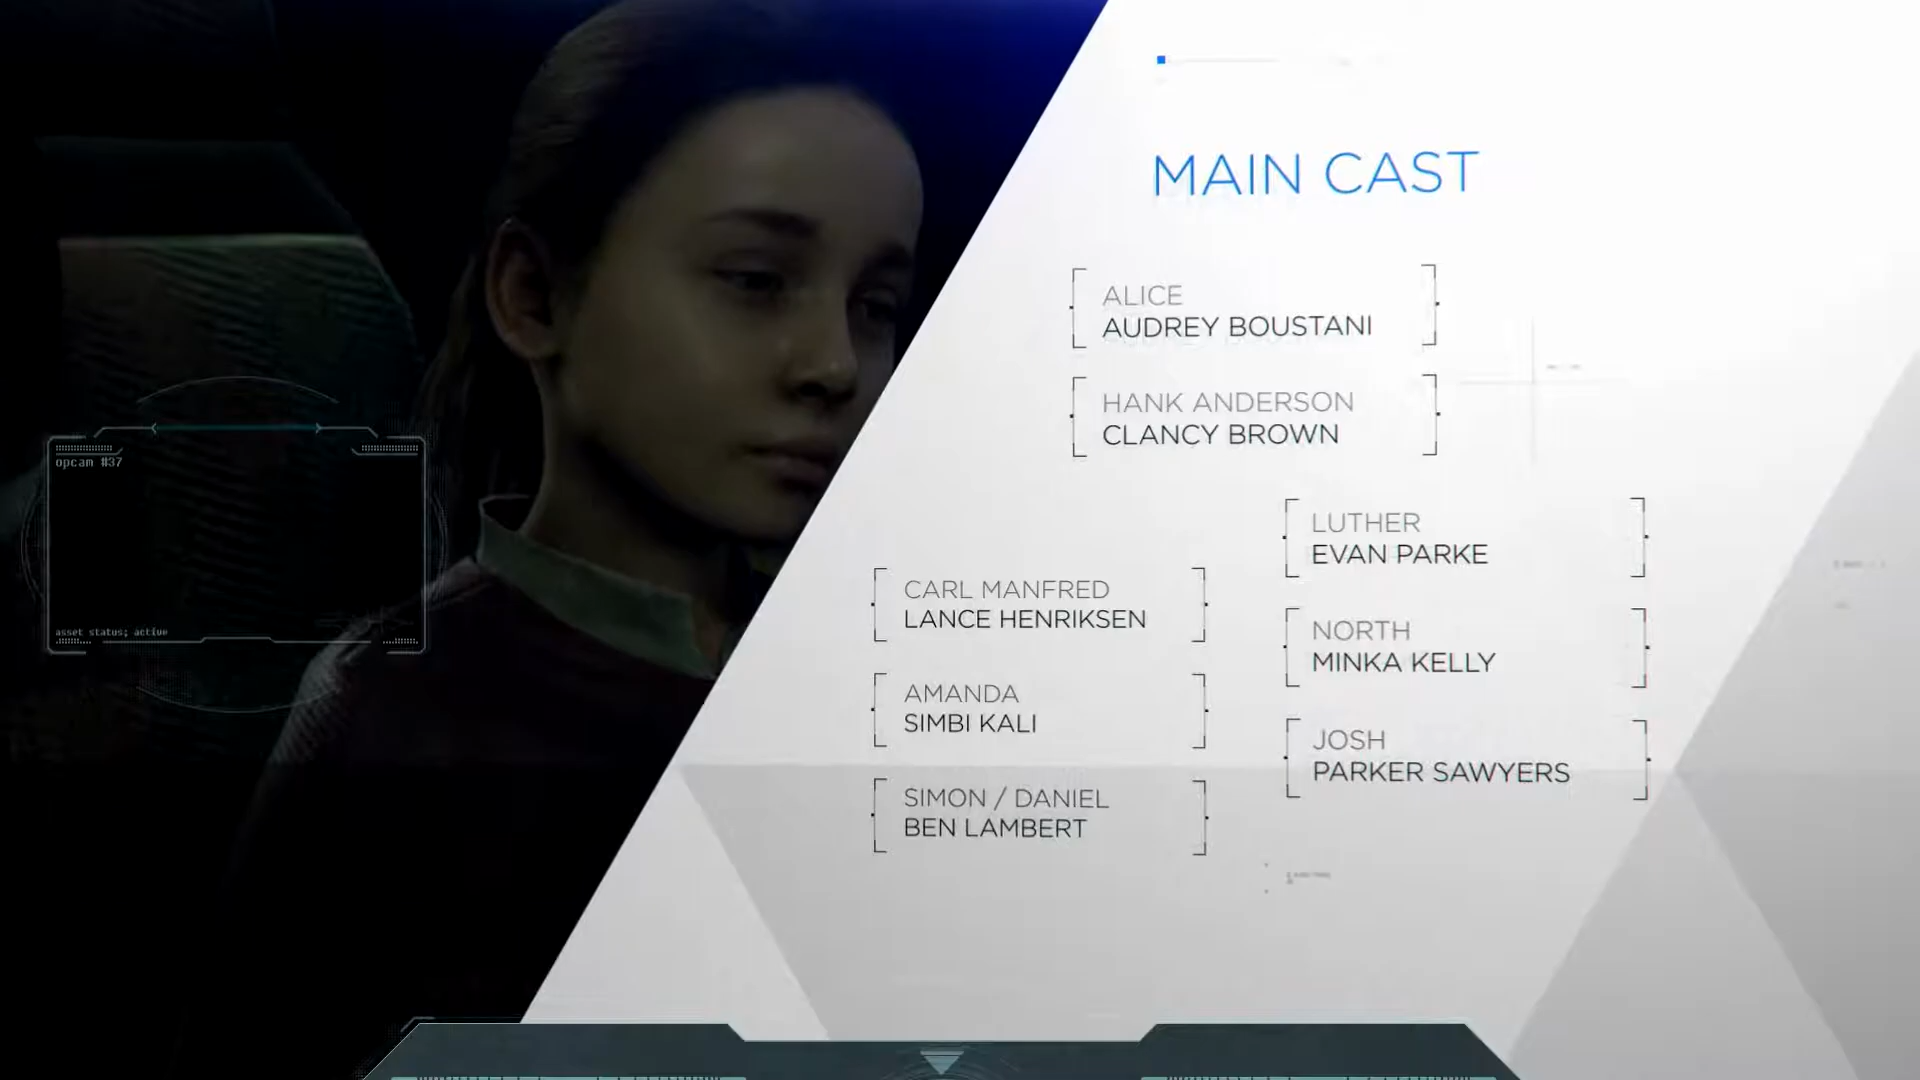 MAIN CAST
ALICE
AUDREY BOUSTANI
HANK ANDERSON
CLANCY BROWN
LUTHER
EVAN PARKE
NORTH
MINKA KELLY
JOSH
PARKER SAWYERS
CARL MANFRED
LANCE HENRIKSEN
AMANDA
SIMBI KALI
SIMON / DANIEL
BEN LAMBERT
opcam #37
asset status; active